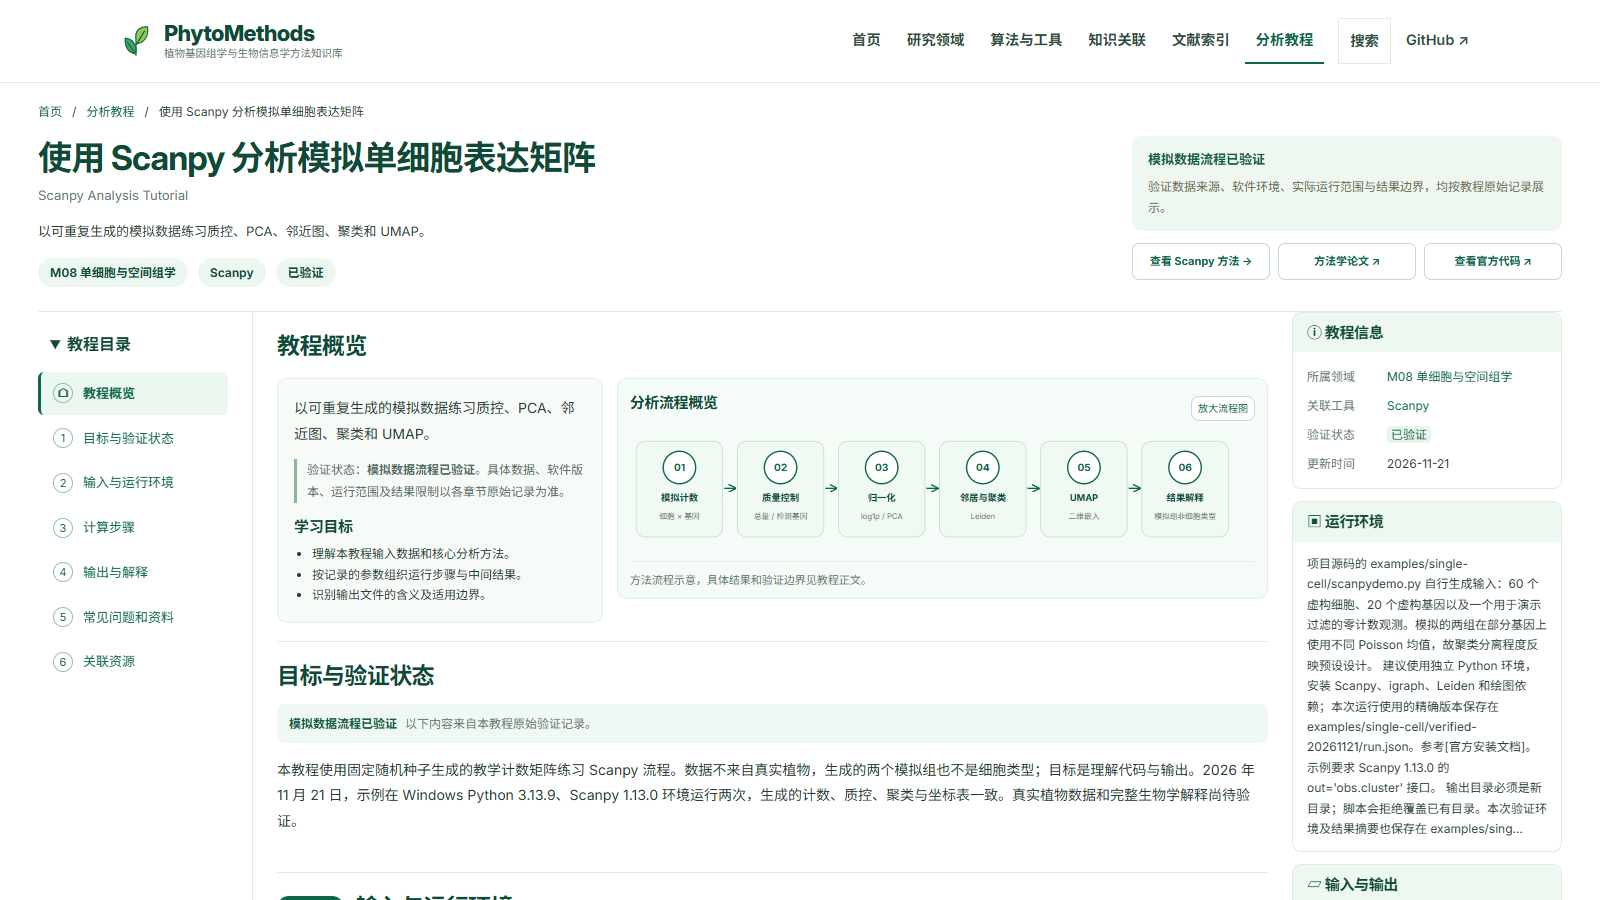 PhytoMethods
植物基因组学与生物信息学方法知识库
首页
研究领域
算法与工具
知识关联
文献索引
分析教程
搜索
GitHub ↗
首页 / 分析教程 / 使用 Scanpy 分析模拟单细胞表达矩阵
使用 Scanpy 分析模拟单细胞表达矩阵
Scanpy Analysis Tutorial
以可重复生成的模拟数据练习质控、PCA、邻近图、聚类和 UMAP。
M08 单细胞与空间组学
Scanpy
已验证
模拟数据流程已验证
验证数据来源、软件环境、实际运行范围与结果边界，均按教程原始记录展
示。
查看 Scanpy 方法 →
方法学论文 ↗
查看官方代码 ↗
▼ 教程目录
教程概览
1 目标与验证状态
2 输入与运行环境
3 计算步骤
4 输出与解释
5 常见问题和资料
6 关联资源
教程概览
以可重复生成的模拟数据练习质控、PCA、邻
近图、聚类和 UMAP。
验证状态：模拟数据流程已验证。具体数据、软件版
本、运行范围及结果限制以各章节原始记录为准。
学习目标
• 理解本教程输入数据和核心分析方法。
• 按记录的参数组织运行步骤与中间结果。
• 识别输出文件的含义及适用边界。
分析流程概览
放大流程图
01
模拟计数
细胞 × 基因
02
质量控制
总量 / 检测基因
03
归一化
log1p / PCA
04
邻居与聚类
Leiden
05
UMAP
二维嵌入
06
结果解释
模拟组非细胞类型
方法流程示意，具体结果和验证边界见教程正文。
目标与验证状态
模拟数据流程已验证 以下内容来自本教程原始验证记录。
本教程使用固定随机种子生成的教学计数矩阵练习 Scanpy 流程。数据不来自真实植物，生成的两个模拟组也不是细胞类型；目标是理解代码与输出。2026 年
11 月 21 日，示例在 Windows Python 3.13.9、Scanpy 1.13.0 环境运行两次，生成的计数、质控、聚类与坐标表一致。真实植物数据和完整生物学解释尚待验
证。
输入与运行环境
教程信息
所属领域 M08 单细胞与空间组学
关联工具 Scanpy
验证状态 已验证
更新时间 2026-11-21
运行环境
项目源码的 examples/single-
cell/scanpydemo.py 自行生成输入：60 个
虚构细胞、20 个虚构基因以及一个用于演示
过滤的零计数观测。模拟的两组在部分基因上
使用不同 Poisson 均值，故聚类分离程度反
映预设设计。 建议使用独立 Python 环境，
安装 Scanpy、igraph、Leiden 和绘图依
赖；本次运行使用的精确版本保存在
examples/single-cell/verified-
20261121/run.json。参考[官方安装文档]。
示例要求 Scanpy 1.13.0 的
out='obs.cluster' 接口。 输出目录必须是新
目录；脚本会拒绝覆盖已有目录。本次验证环
境及结果摘要也保存在 examples/sing...
输入与输出